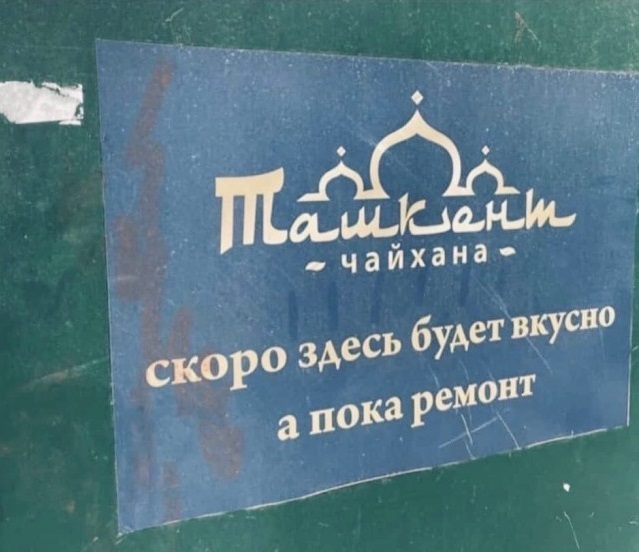 Ташкент
~ чайхана ~
скоро здесь будет вкусно
а пока ремонт